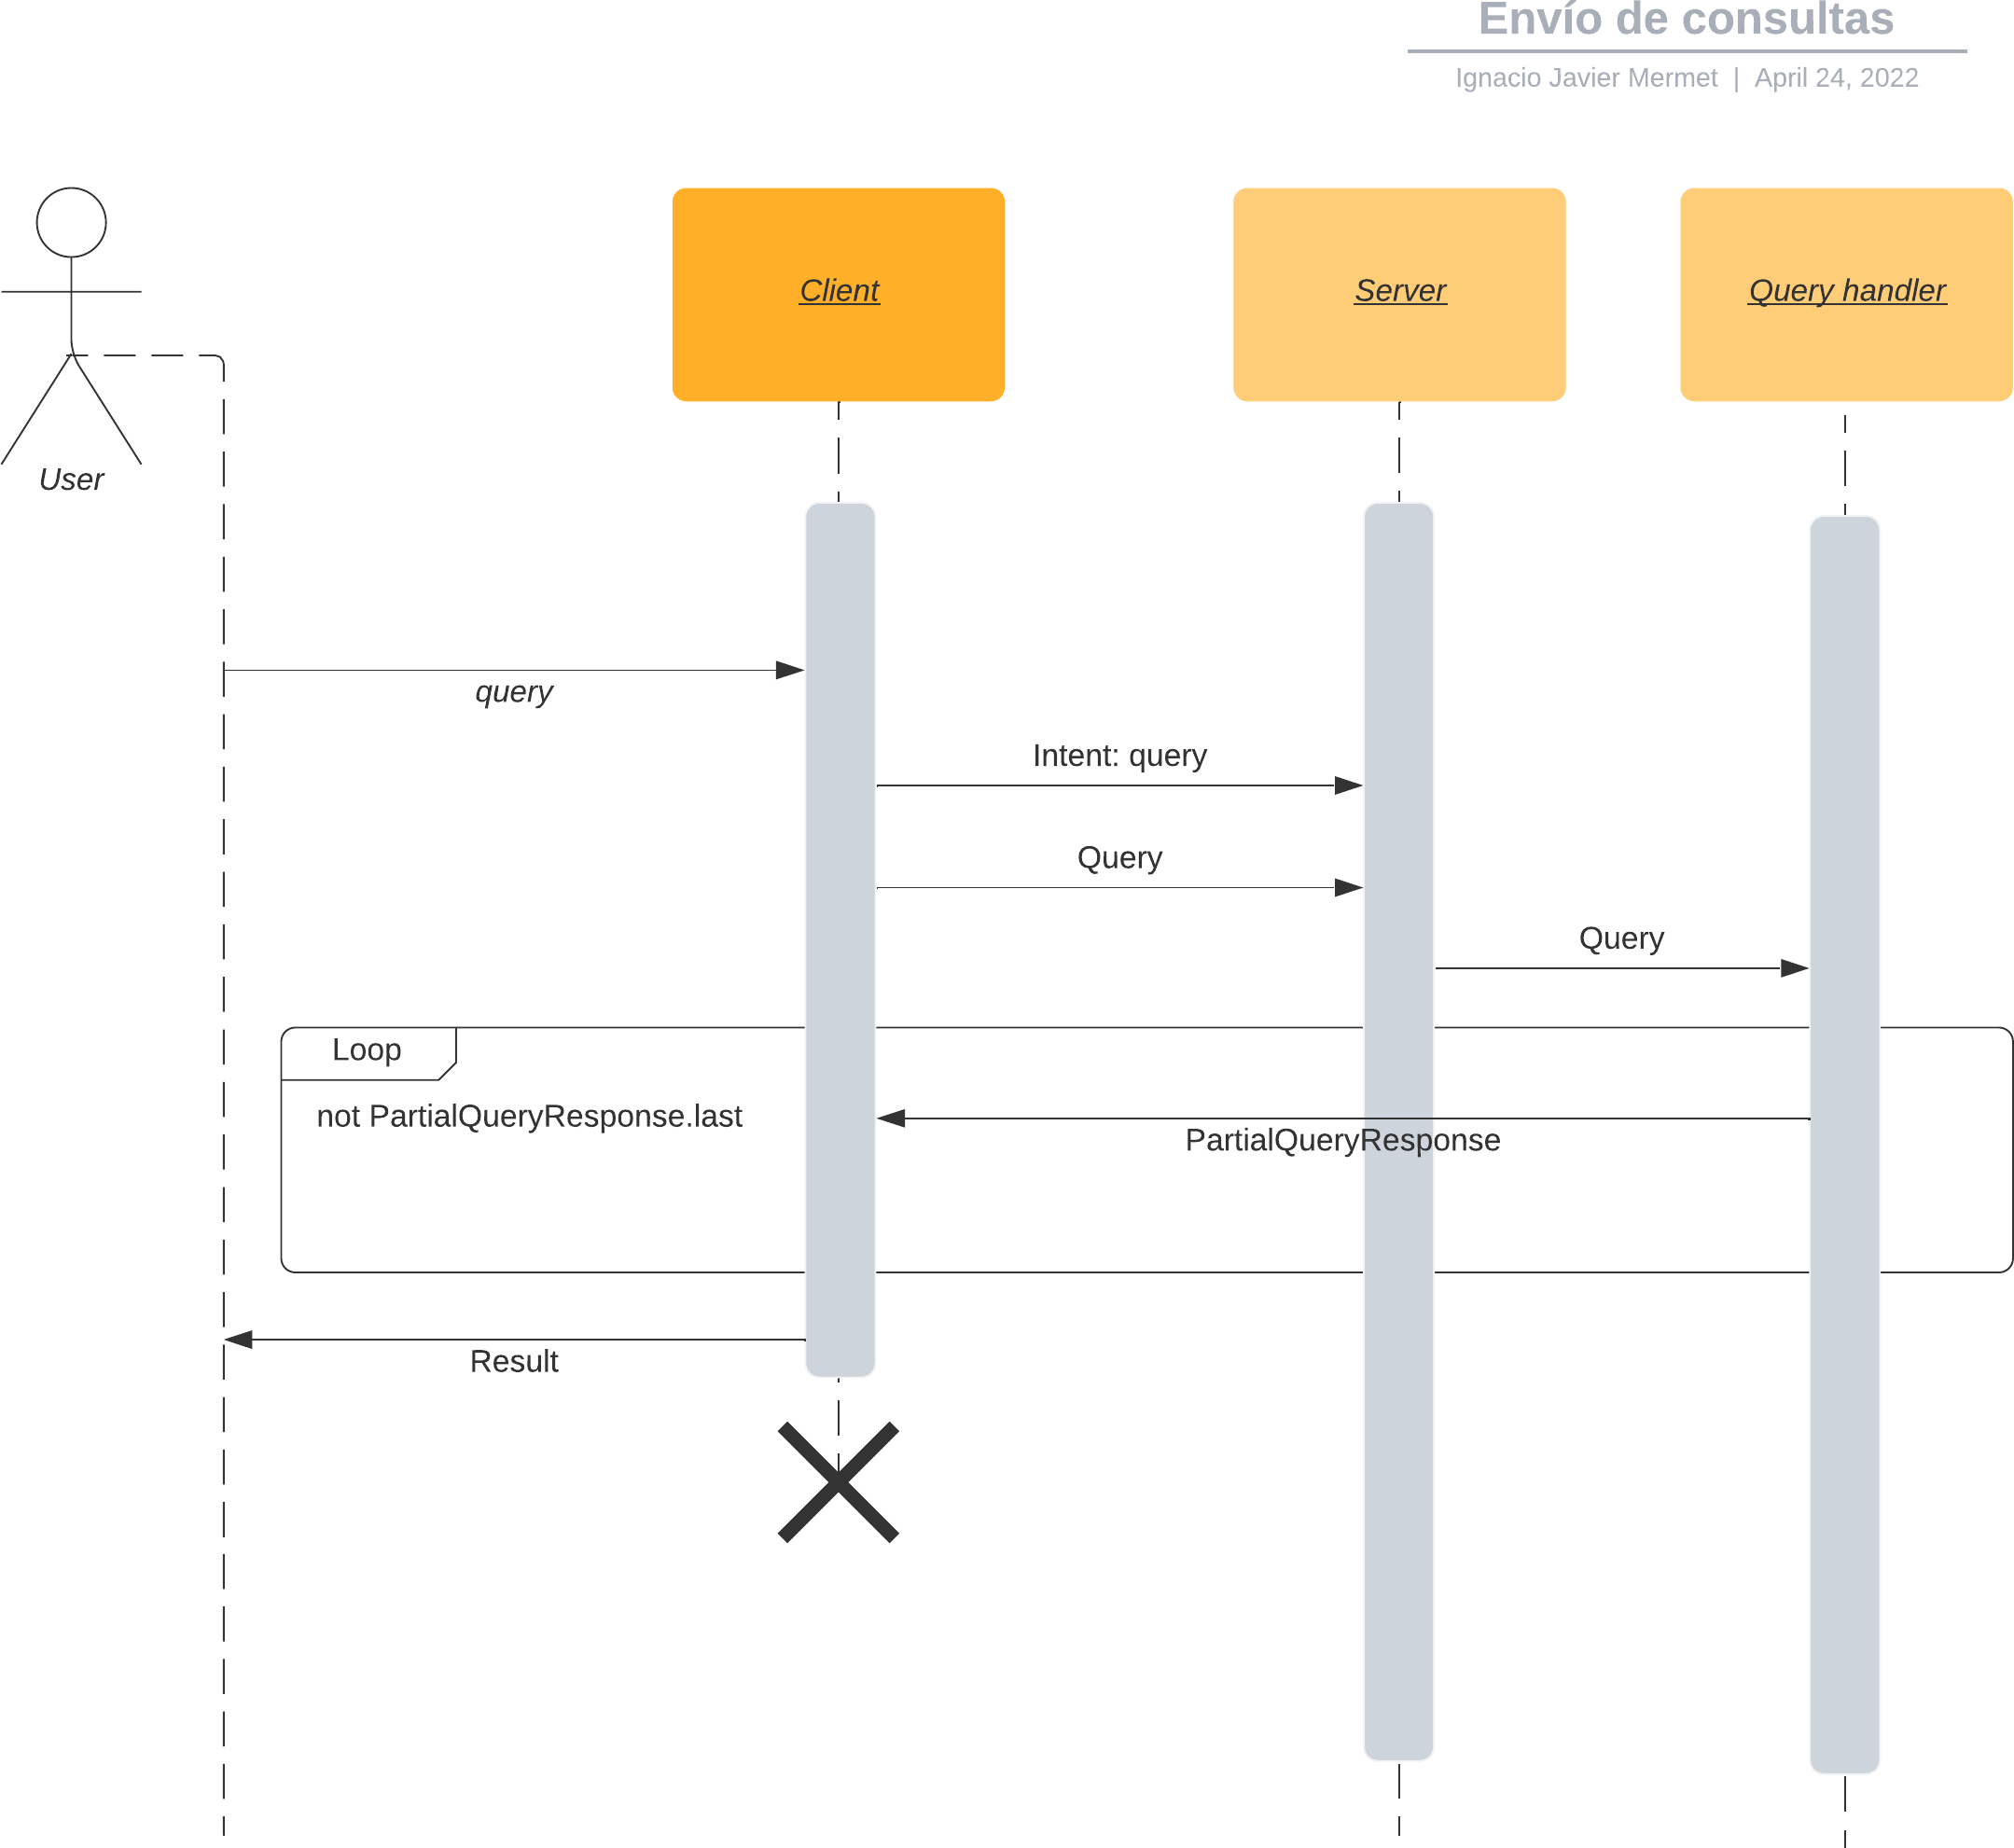 Envío de consultas
Ignacio Javier Mermet | April 24, 2022
Client
Server
Query handler
User
query
Intent: query
Query
Query
Loop
not PartialQueryResponse.last
PartialQueryResponse
Result